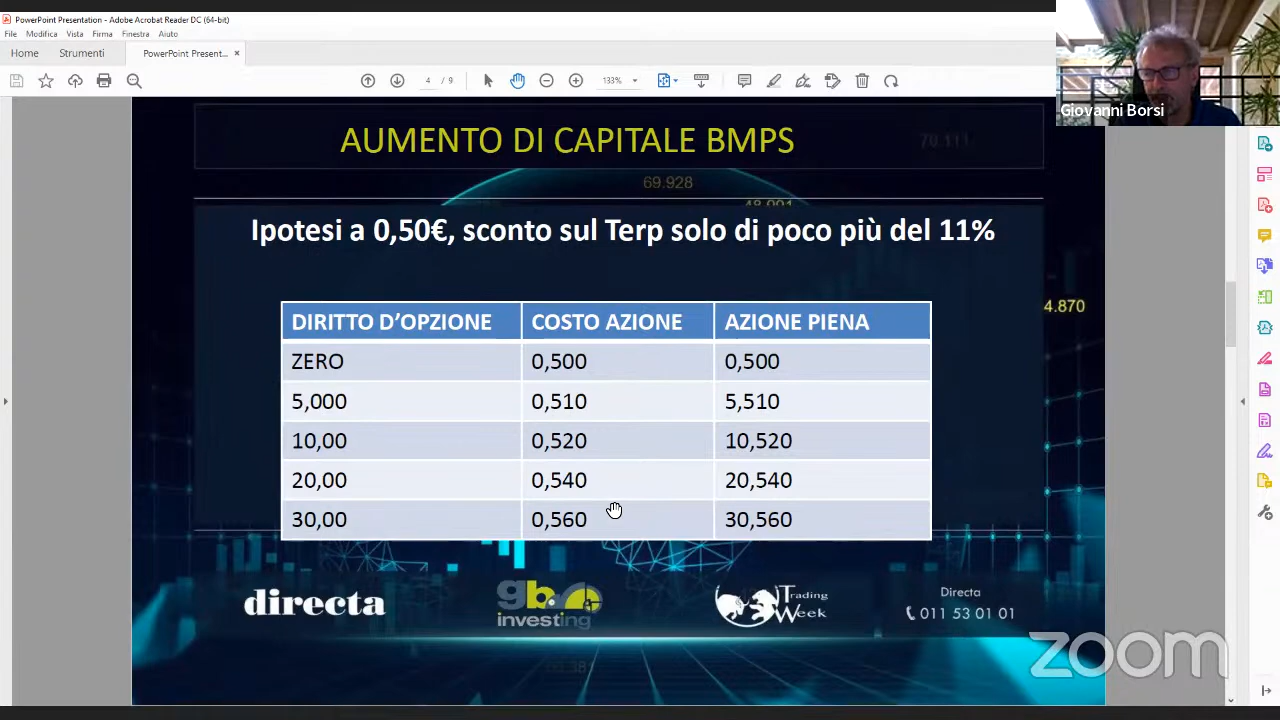 PowerPoint Presentation - Adobe Acrobat Reader DC (64-bit)
File Modifica Vista Firma Finestra Aiuto
Home Strumenti PowerPoint Present... ×
4 / 9 133%
Giovanni Borsi
AUMENTO DI CAPITALE BMPS
70.111
69.928
48.091
Ipotesi a 0,50€, sconto sul Terp solo di poco più del 11%
4.870
DIRITTO D'OPZIONE COSTO AZIONE AZIONE PIENA
ZERO 0,500 0,500
5,000 0,510 5,510
10,00 0,520 10,520
20,00 0,540 20,540
30,00 0,560 30,560
directa
gb investing
Trading Week
Directa
011 53 01 01
zoom